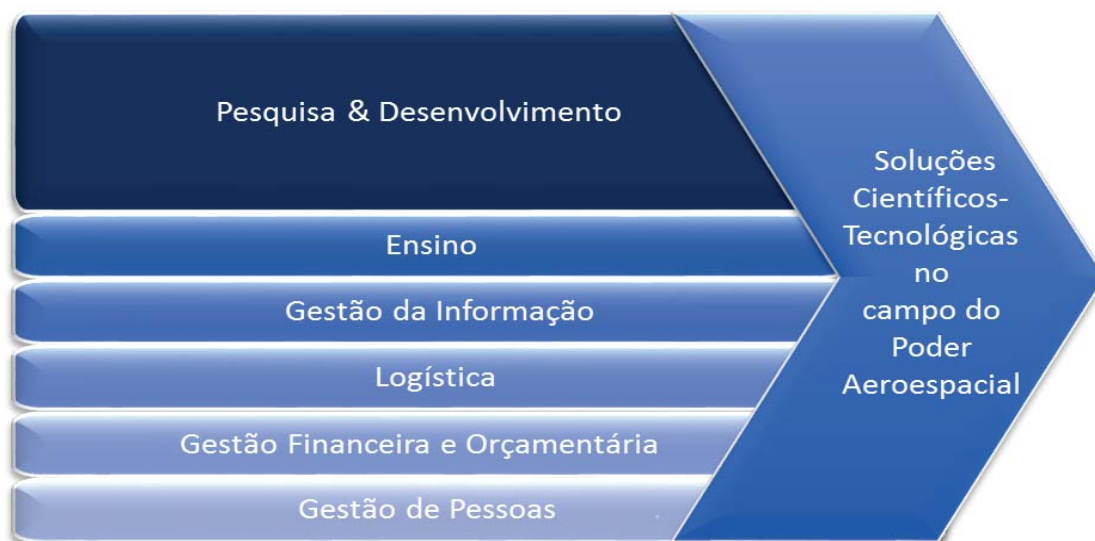 Pesquisa & Desenvolvimento
Ensino
Gestão da Informação
Logística
Gestão Financeira e Orçamentária
Gestão de Pessoas
Soluções
Científicos-
Tecnológicas
no
campo do
Poder
Aeroespacial